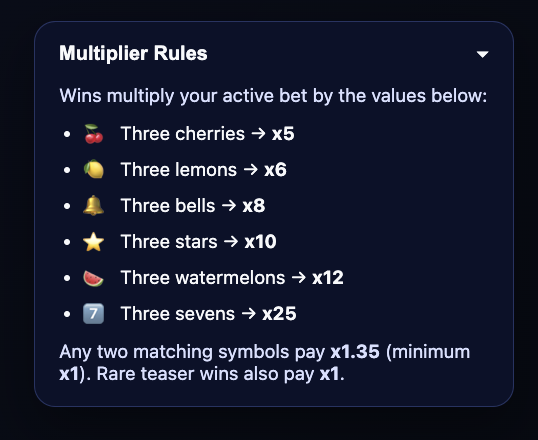 Multiplier Rules
Wins multiply your active bet by the values below:
• 🍒 Three cherries → x5
• 🍋 Three lemons → x6
• 🔔 Three bells → x8
• ⭐ Three stars → x10
• 🍉 Three watermelons → x12
• 7️⃣ Three sevens → x25
Any two matching symbols pay x1.35 (minimum
x1). Rare teaser wins also pay x1.